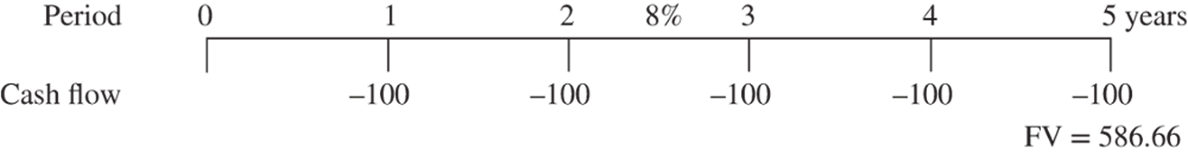 Period 0 1 2 8% 3 4 5 years
Cash flow –100 –100 –100 –100 –100
FV = 586.66